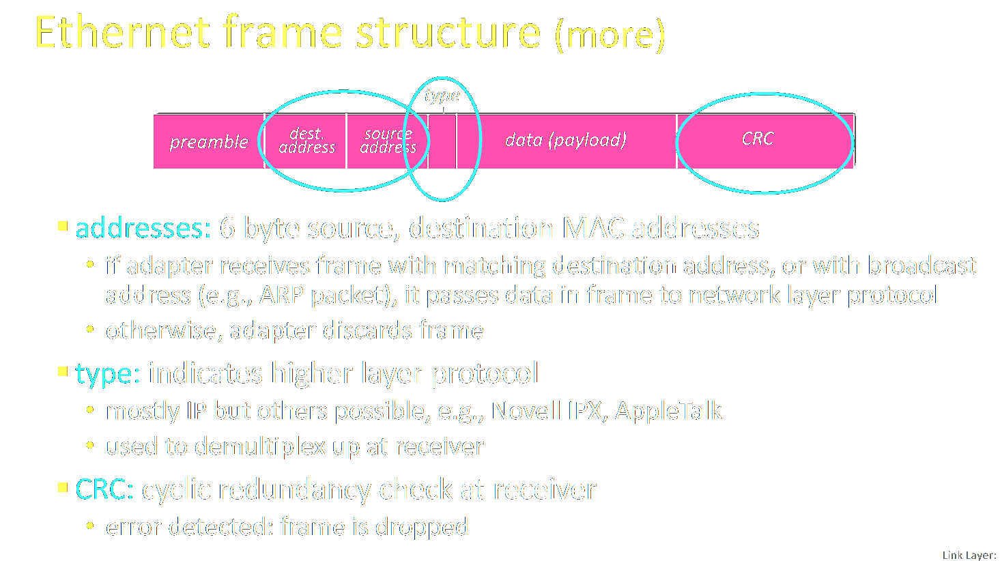 Ethernet frame structure (more)
type
preamble
dest.
address
source
address
data (payload)
CRC
addresses: 6 byte source, destination MAC addresses
• if adapter receives frame with matching destination address, or with broadcast
address (e.g., ARP packet), it passes data in frame to network layer protocol
• otherwise, adapter discards frame
type: indicates higher layer protocol
• mostly IP but others possible, e.g., Novell IPX, AppleTalk
• used to demultiplex up at receiver
CRC: cyclic redundancy check at receiver
• error detected: frame is dropped
Link Layer: